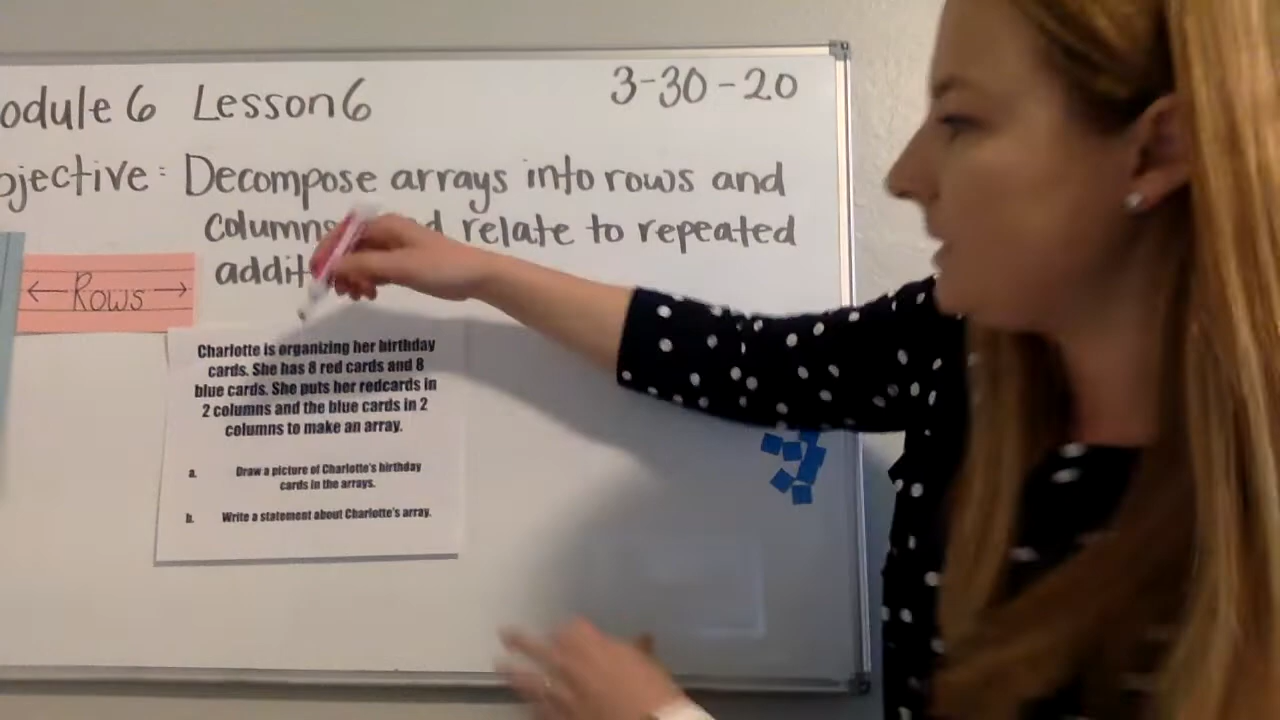 odule 6 Lesson 6
3-30-20
bjective: Decompose arrays into rows and
columns relate to repeated
addit
← Rows →
Charlotte is organizing her birthday
cards. She has 8 red cards and 8
blue cards. She puts her redcards in
2 columns and the blue cards in 2
columns to make an array.
a. Draw a picture of Charlotte's birthday
cards in the arrays.
b. Write a statement about Charlotte's array.